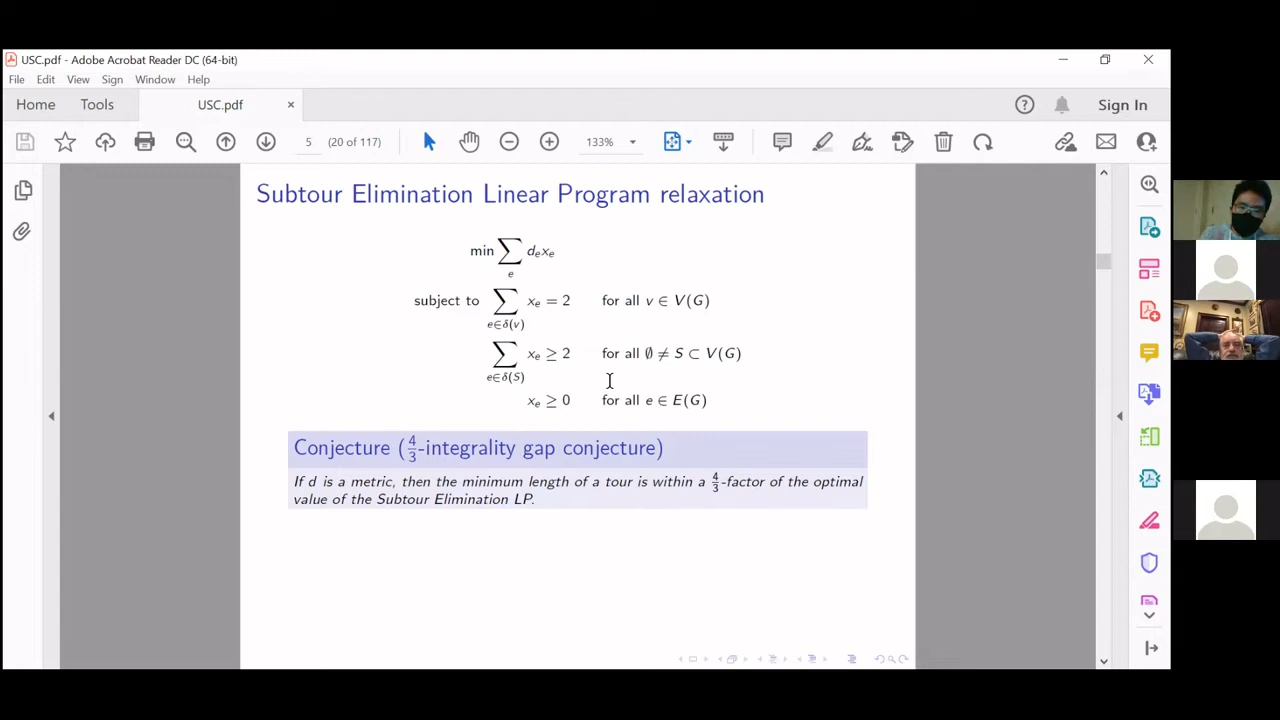 USC.pdf - Adobe Acrobat Reader DC (64-bit)
File Edit View Sign Window Help
Home Tools USC.pdf × Sign In
5 (20 of 117) 133%
Subtour Elimination Linear Program relaxation
min ∑ₑ dₑxₑ
subject to ∑_{e∈δ(v)} xₑ = 2 for all v ∈ V(G)
∑_{e∈δ(S)} xₑ ≥ 2 for all ∅ ≠ S ⊂ V(G)
xₑ ≥ 0 for all e ∈ E(G)
Conjecture (4/3-integrality gap conjecture)
If d is a metric, then the minimum length of a tour is within a 4/3-factor of the optimal
value of the Subtour Elimination LP.